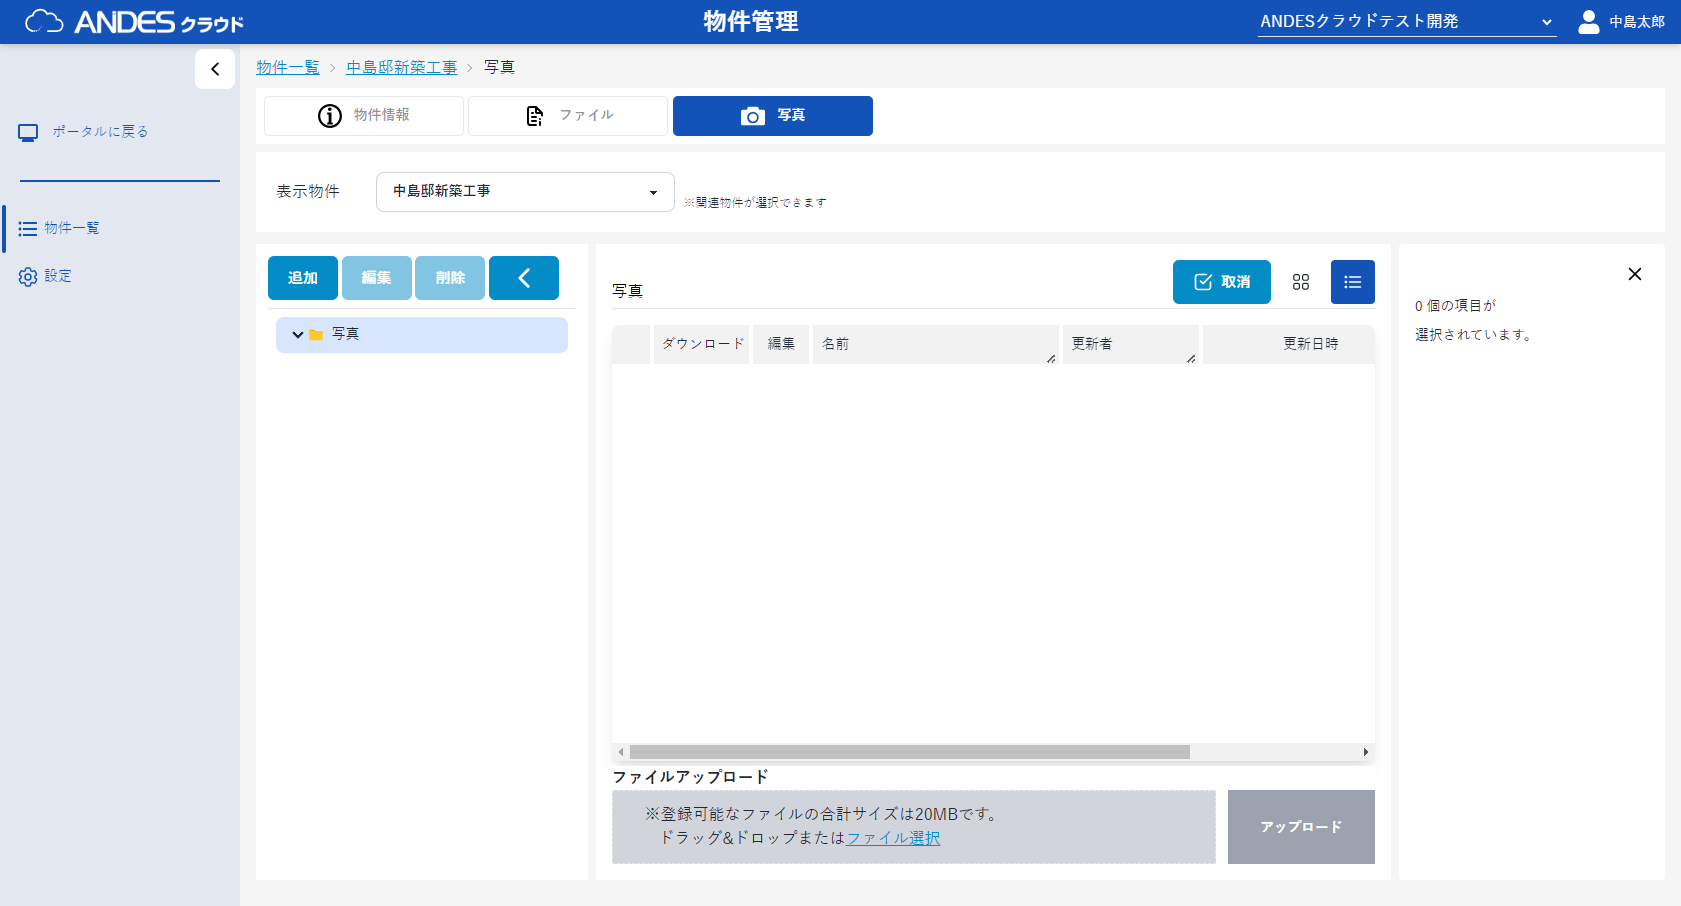 ANDES クラウド
物件管理
ANDESクラウドテスト開発
中島太郎
物件一覧 > 中島邸新築工事 > 写真
ポータルに戻る
物件一覧
設定
物件情報
ファイル
写真
表示物件
中島邸新築工事
※関連物件が選択できます
追加
編集
削除
写真
写真
取消
ダウンロード
編集
名前
更新者
更新日時
ファイルアップロード
※登録可能なファイルの合計サイズは20MBです。
ドラッグ&ドロップまたはファイル選択
アップロード
0 個の項目が
選択されています。